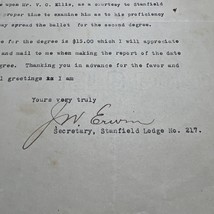 upon Mr. V. C. Ellis, as a courtesy to Stanfield
proper time to examine him as to his proficiency
may spread the ballot for the second degree.
e for the degree is $15.00 which I will appreciate
and mail to me when making the report of the date
egree. Thanking you in advance for the favor and
l greetings as I am
Yours very truly
J W. Erwin
Secretary, Stanfield Lodge No. 217.